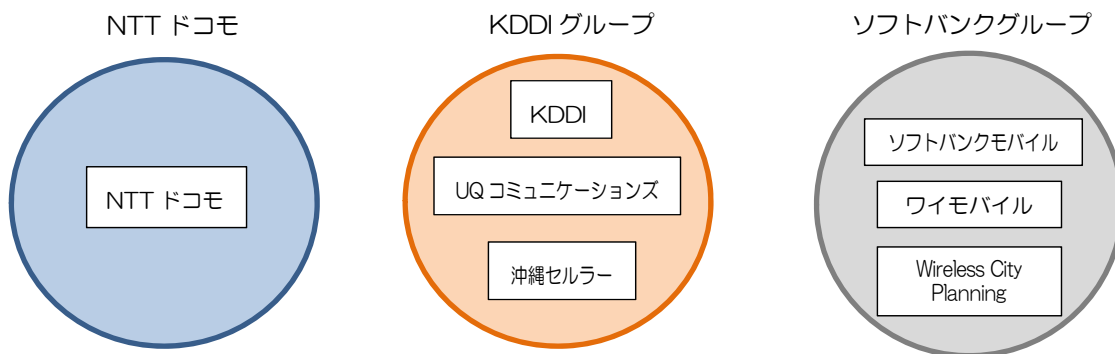 NTT ドコモ
KDDI グループ
ソフトバンクグループ
NTT ドコモ
KDDI
UQ コミュニケーションズ
沖縄セルラー
ソフトバンクモバイル
ワイモバイル
Wireless City
Planning